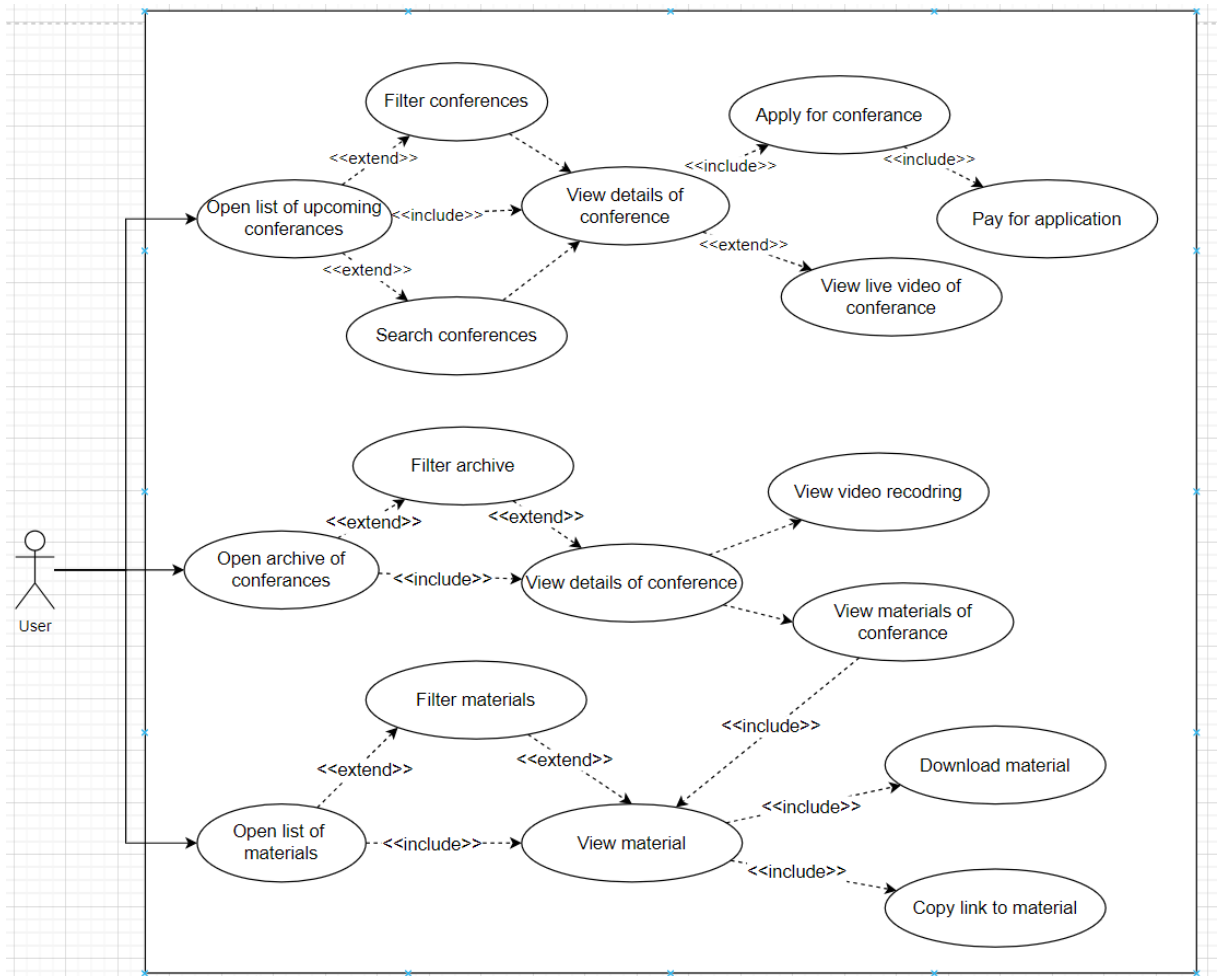 Filter conferences
Apply for conferance
<<extend>>
<<include>>
<<include>>
Open list of upcoming
conferances
<<include>>
View details of
conference
Pay for application
<<extend>>
<<extend>>
View live video of
conferance
Search conferences
Filter archive
View video recodring
<<extend>>
<<extend>>
Open archive of
conferances
<<include>>
View details of conference
View materials of
conferance
User
Filter materials
<<include>>
<<extend>>
<<extend>>
Download material
<<include>>
Open list of
materials
<<include>>
View material
<<include>>
Copy link to material